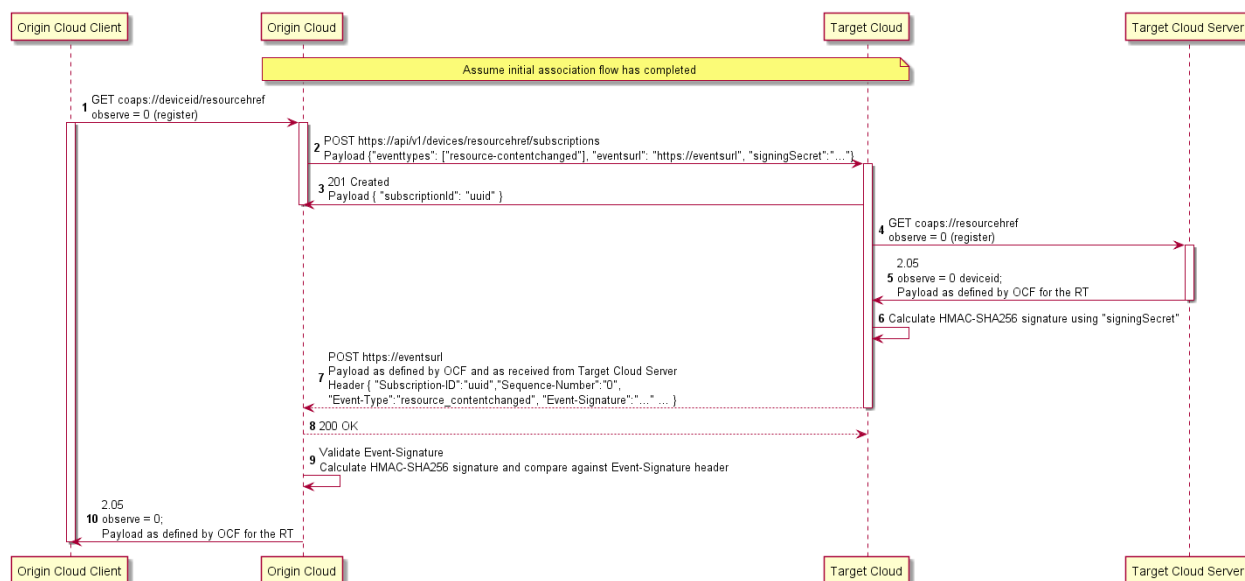 Origin Cloud Client
Origin Cloud
Target Cloud
Target Cloud Server
Assume initial association flow has completed
1 GET coaps://deviceid/resourcehref
observe = 0 (register)
2 POST https://api/v1/devices/resourcehref/subscriptions
Payload {"eventtypes": ["resource-contentchanged"], "eventsurl": "https://eventsurl", "signingSecret":"..."}
3 201 Created
Payload { "subscriptionId": "uuid" }
4 GET coaps://resourcehref
observe = 0 (register)
2.05
5 observe = 0 deviceid;
Payload as defined by OCF for the RT
6 Calculate HMAC-SHA256 signature using "signingSecret"
POST https://eventsurl
Payload as defined by OCF and as received from Target Cloud Server
7 Header { "Subscription-ID":"uuid","Sequence-Number":"0",
"Event-Type":"resource_contentchanged", "Event-Signature":"..." ... }
8 200 OK
9 Validate Event-Signature
Calculate HMAC-SHA256 signature and compare against Event-Signature header
2.05
10 observe = 0;
Payload as defined by OCF for the RT
Origin Cloud Client
Origin Cloud
Target Cloud
Target Cloud Server